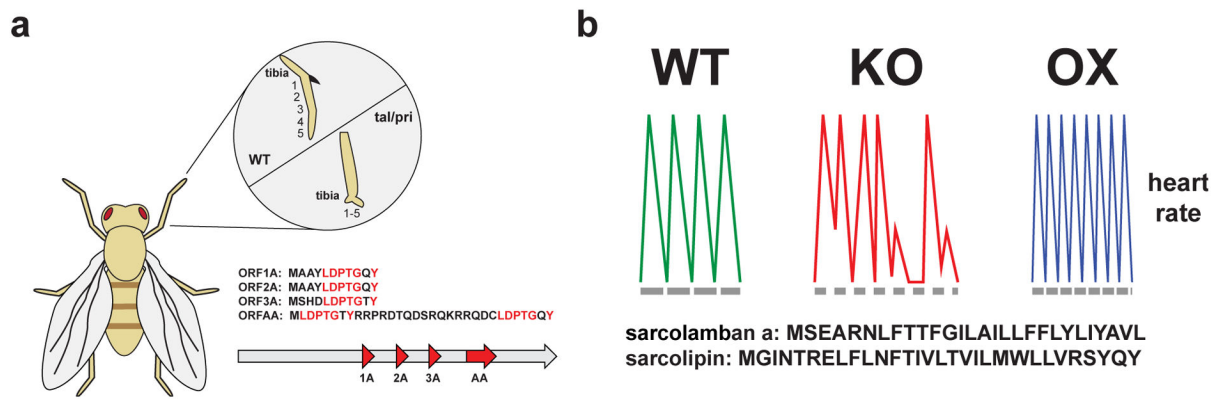 a
tibia
1
2
3
4
5
WT
tal/pri
tibia
1-5
ORF1A: MAAYLDPTGQY
ORF2A: MAAYLDPTGQY
ORF3A: MSHDLDPTGTY
ORFAA: MLDPTGTYRRPRDTQDSRQKRRQDCLDPTGQY
1A 2A 3A AA
b
WT KO OX
heart
rate
sarcolamban a: MSEARNLFTTFGILAILLFFLYLIYAVL
sarcolipin: MGINTRELFLNFTIVLTVILMWLLVRSYQY